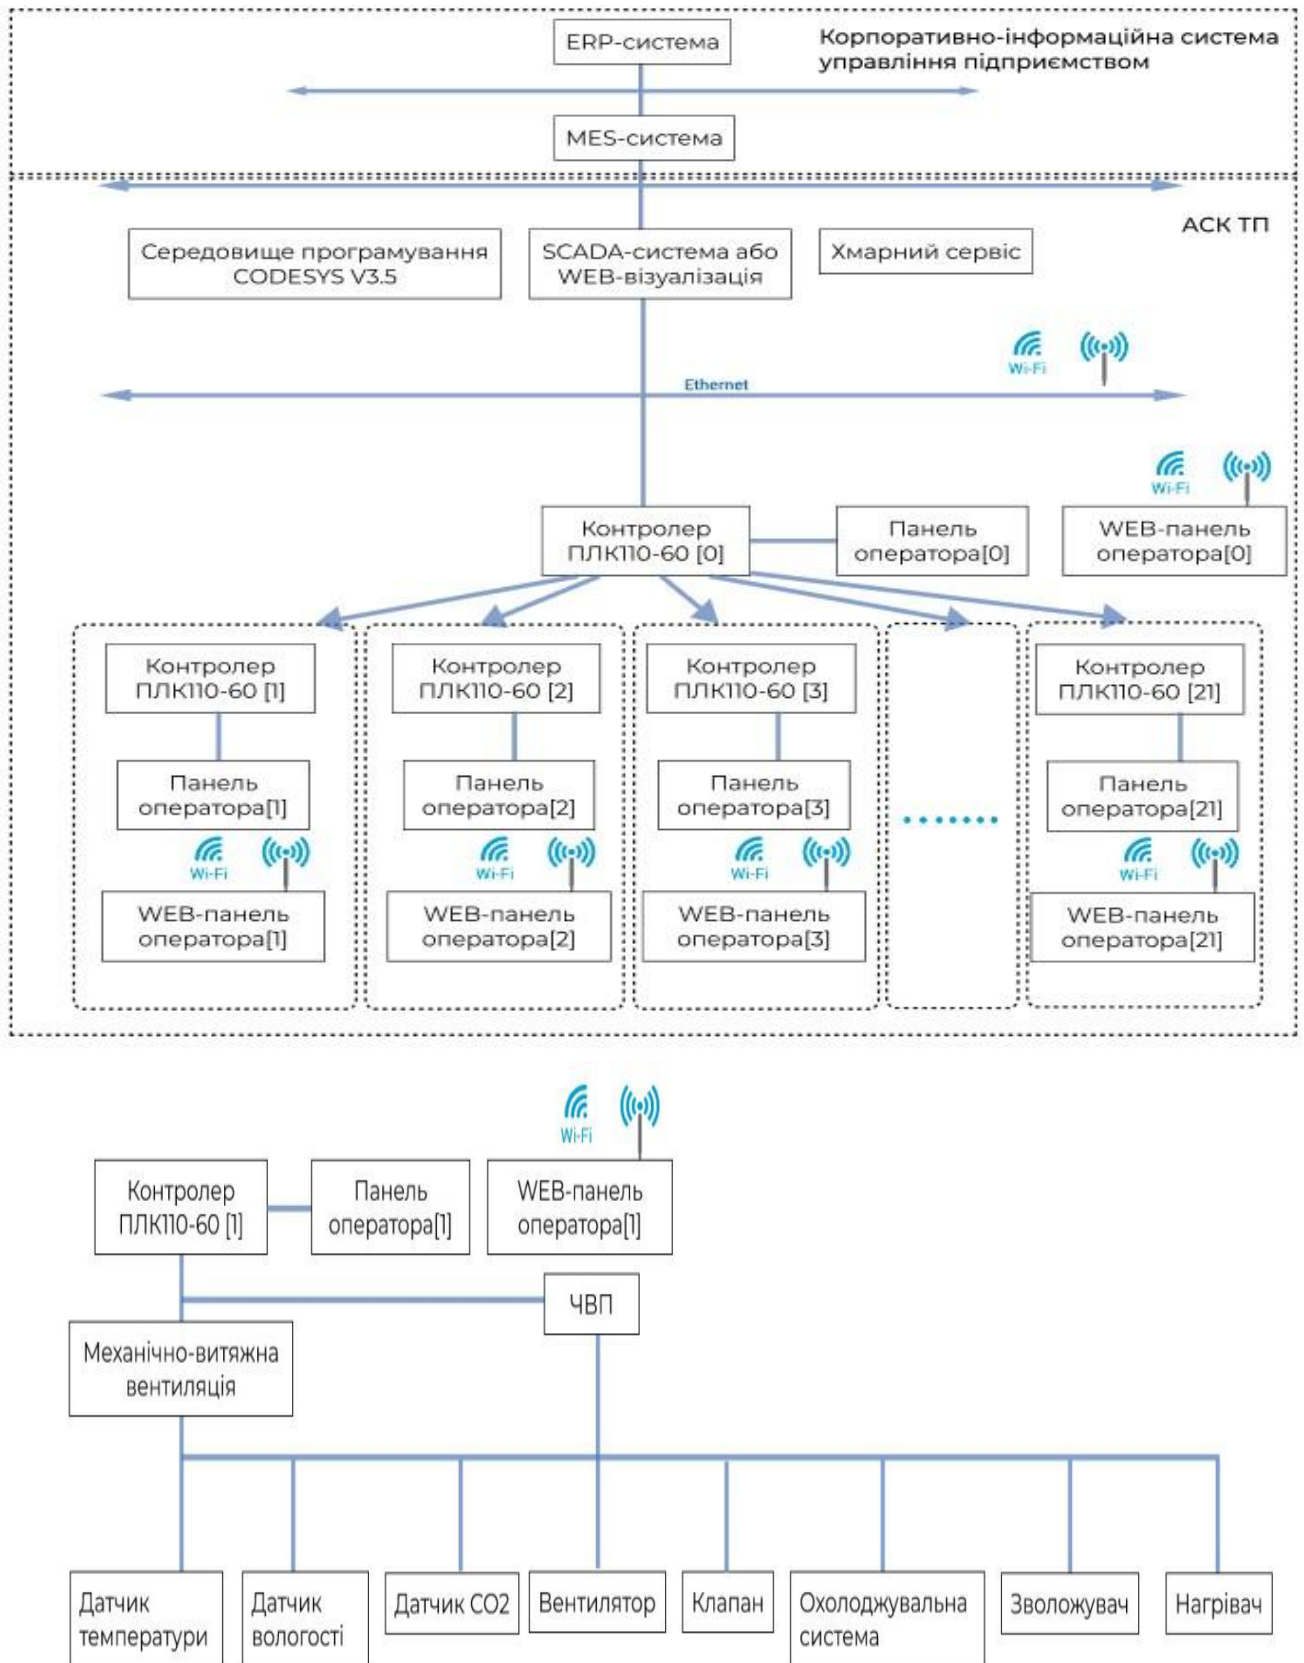 ERP-система
Корпоративно-інформаційна система
управління підприємством
MES-система
АСК ТП
Середовище програмування
CODESYS V3.5
SCADA-система або
WEB-візуалізація
Хмарний сервіс
Wi-Fi
Ethernet
Wi-Fi
Контролер
ПЛК110-60 [0]
Панель
оператора[0]
WEB-панель
оператора[0]
Контролер
ПЛК110-60 [1]
Контролер
ПЛК110-60 [2]
Контролер
ПЛК110-60 [3]
Контролер
ПЛК110-60 [21]
Панель
оператора[1]
Панель
оператора[2]
Панель
оператора[3]
Панель
оператора[21]
Wi-Fi
Wi-Fi
Wi-Fi
Wi-Fi
WEB-панель
оператора[1]
WEB-панель
оператора[2]
WEB-панель
оператора[3]
WEB-панель
оператора[21]
Wi-Fi
Контролер
ПЛК110-60 [1]
Панель
оператора[1]
WEB-панель
оператора[1]
ЧВП
Механічно-витяжна
вентиляція
Датчик
температури
Датчик
вологості
Датчик СО2
Вентилятор
Клапан
Охолоджувальна
система
Зволожувач
Нагрівач